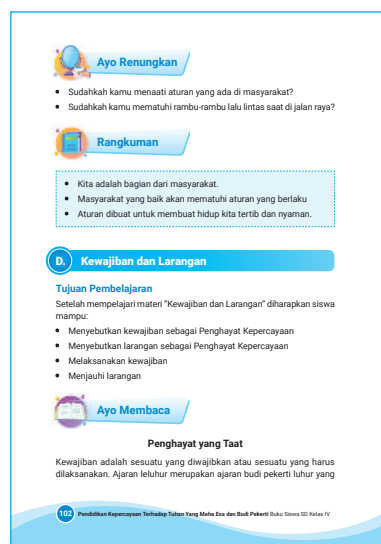 Ayo Renungkan
• Sudahkah kamu menaati aturan yang ada di masyarakat?
• Sudahkah kamu mematuhi rambu-rambu lalu lintas saat di jalan raya?
Rangkuman
• Kita adalah bagian dari masyarakat.
• Masyarakat yang baik akan mematuhi aturan yang berlaku
• Aturan dibuat untuk membuat hidup kita tertib dan nyaman.
D. Kewajiban dan Larangan
Tujuan Pembelajaran
Setelah mempelajari materi “Kewajiban dan Larangan” diharapkan siswa
mampu:
• Menyebutkan kewajiban sebagai Penghayat Kepercayaan
• Menyebutkan larangan sebagai Penghayat Kepercayaan
• Melaksanakan kewajiban
• Menjauhi larangan
Ayo Membaca
Penghayat yang Taat
Kewajiban adalah sesuatu yang diwajibkan atau sesuatu yang harus
dilaksanakan. Ajaran leluhur merupakan ajaran budi pekerti luhur yang
102 Pendidikan Kepercayaan Terhadap Tuhan Yang Maha Esa dan Budi Pekerti Buku Siswa SD Kelas IV